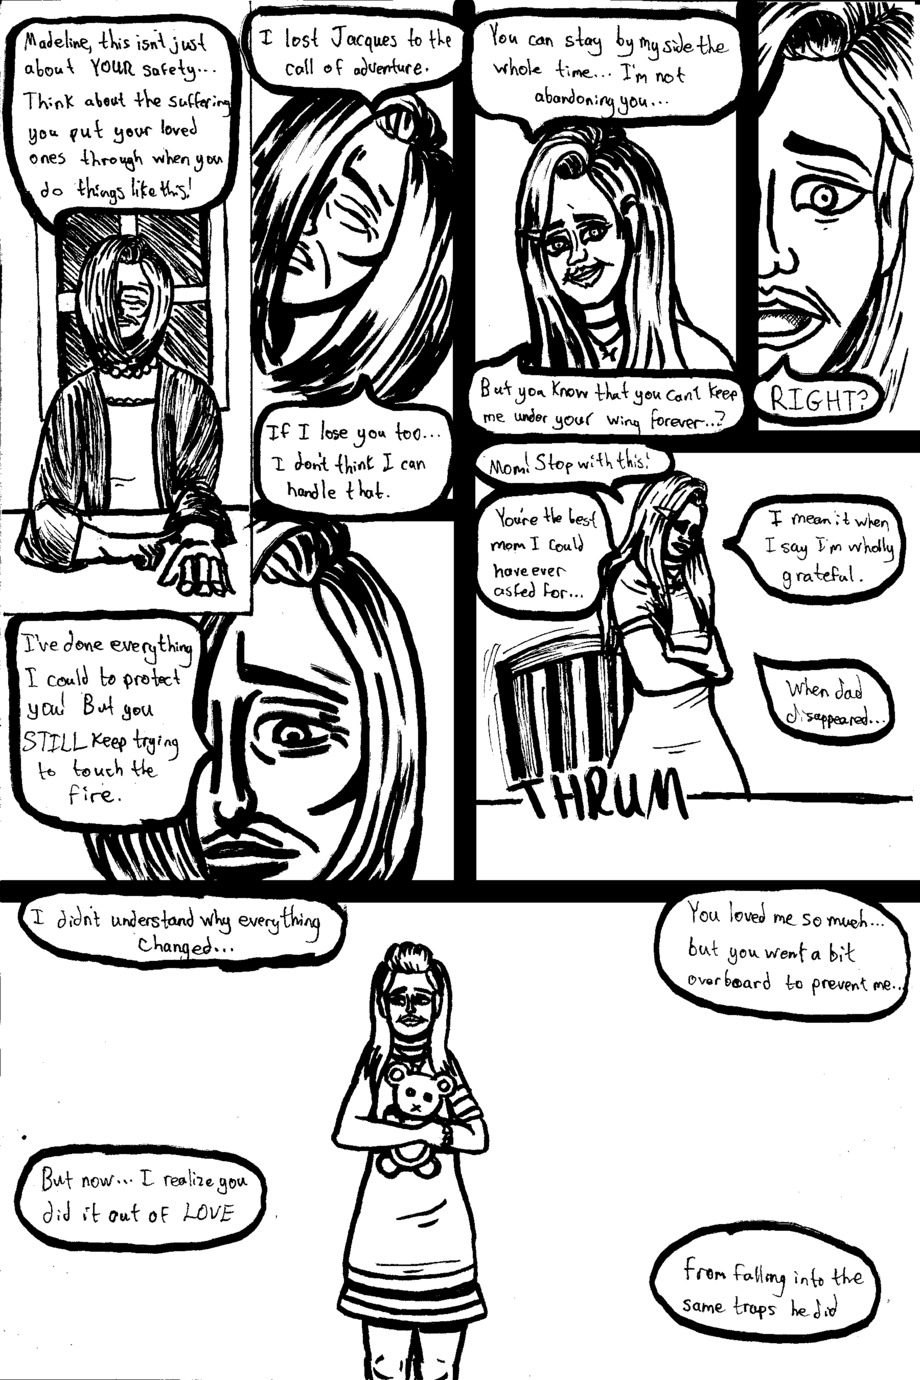 Madeline, this isn't just
about YOUR safety...
Think about the suffering
you put your loved
ones through when you
do things like this!
I lost Jacques to the
call of adventure.
If I lose you too...
I don't think I can
handle that.
I've done everything
I could to protect
you! But you
STILL keep trying
to touch the
fire.
You can stay by my side the
whole time... I'm not
abandoning you...
But you know that you can't keep
me under your wing forever..?
RIGHT?
Mom! Stop with this!
You're the best
mom I could
have ever
asked for...
I mean it when
I say I'm wholly
grateful.
When dad
disappeared...
THRUM
I didn't understand why everything
changed...
You loved me so much...
but you went a bit
overboard to prevent me...
But now... I realize you
did it out of LOVE
From falling into the
same traps he did